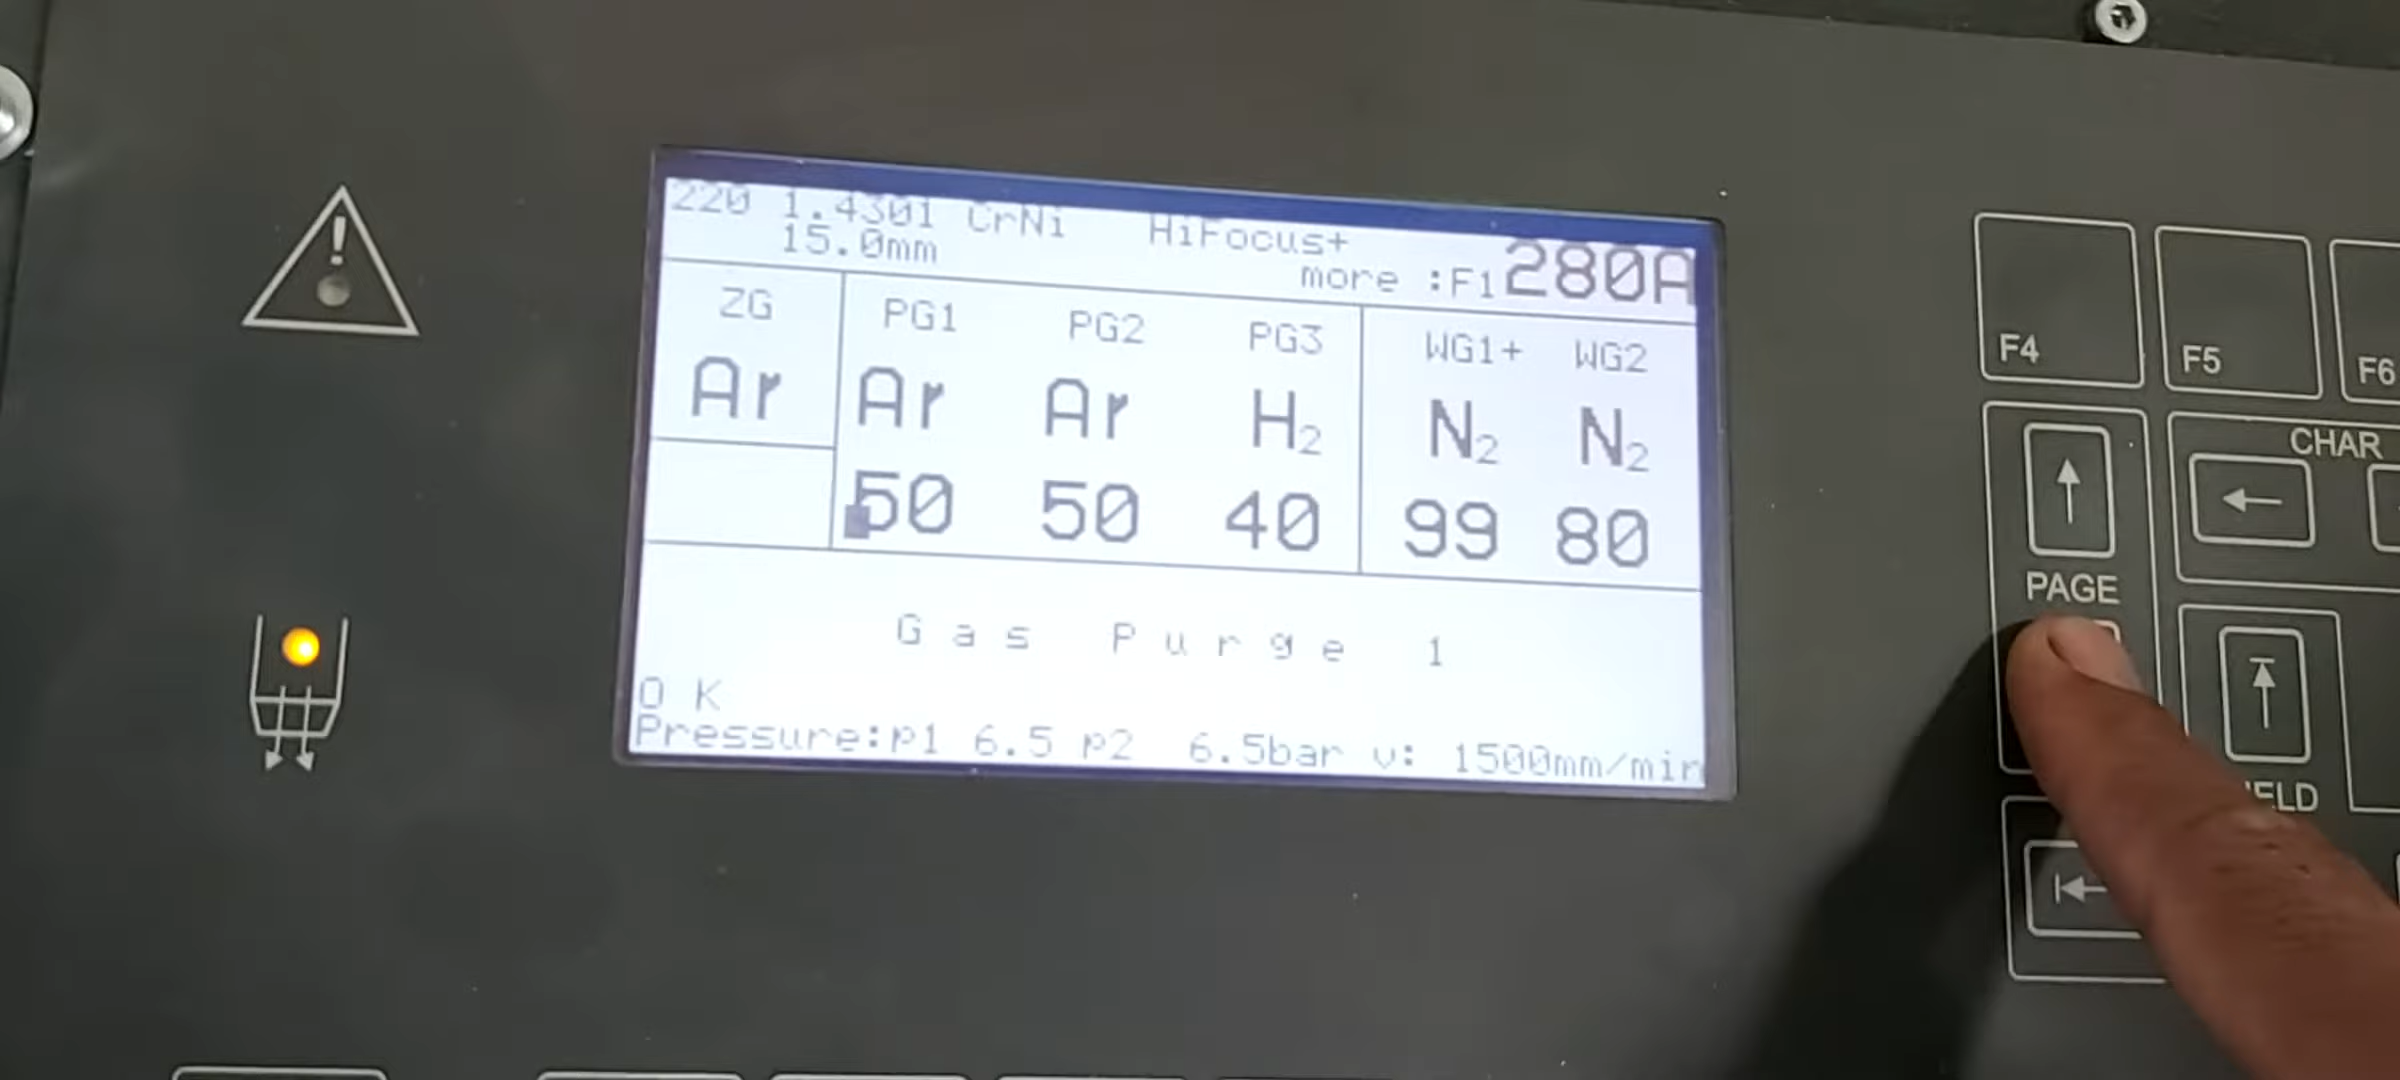 220 1.4301 CrNi HiFocus+ 280A
15.0mm more :F1
ZG PG1 PG2 PG3 WG1+ WG2
Ar Ar Ar H₂ N₂ N₂
50 50 40 99 80
Gas Purge 1
OK
Pressure:p1 6.5 p2 6.5bar v: 1500mm/min
!
F4 F5 F6
CHAR
PAGE